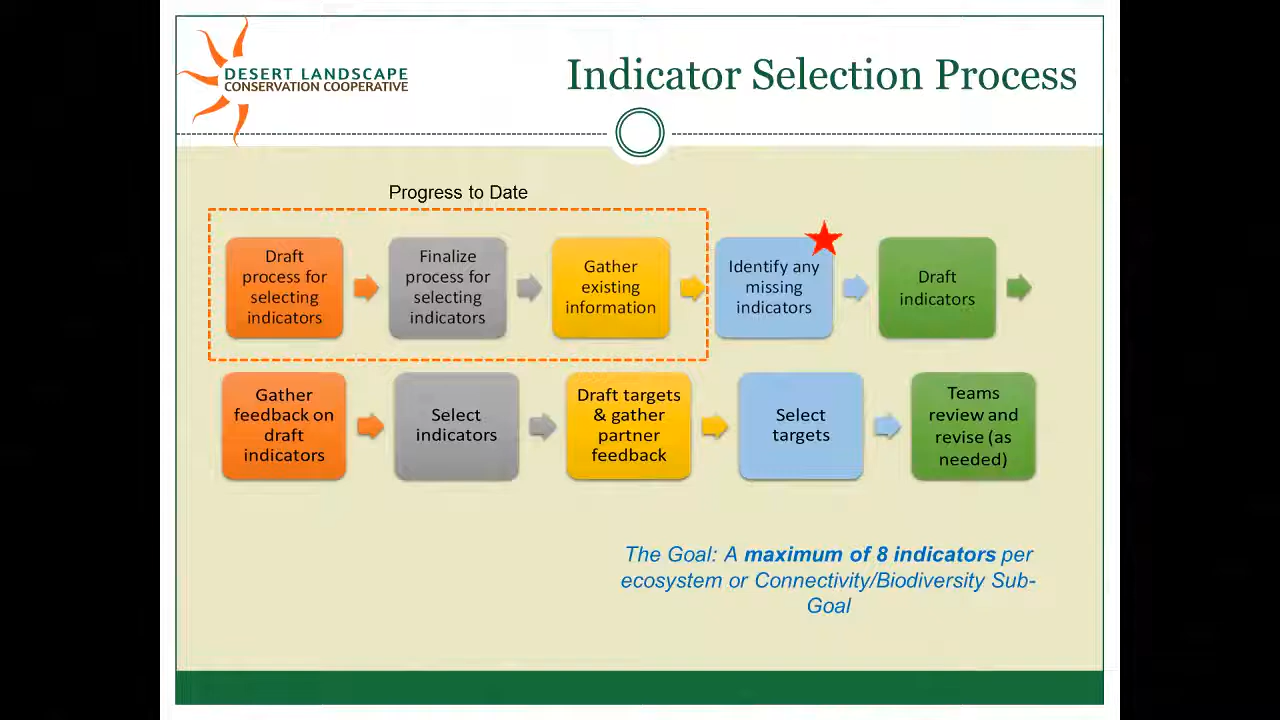 DESERT LANDSCAPE
CONSERVATION COOPERATIVE
Indicator Selection Process
Progress to Date
Draft
process for
selecting
indicators
Finalize
process for
selecting
indicators
Gather
existing
information
Identify any
missing
indicators
Draft
indicators
Gather
feedback on
draft
indicators
Select
indicators
Draft targets
& gather
partner
feedback
Select
targets
Teams
review and
revise (as
needed)
The Goal: A maximum of 8 indicators per
ecosystem or Connectivity/Biodiversity Sub-
Goal